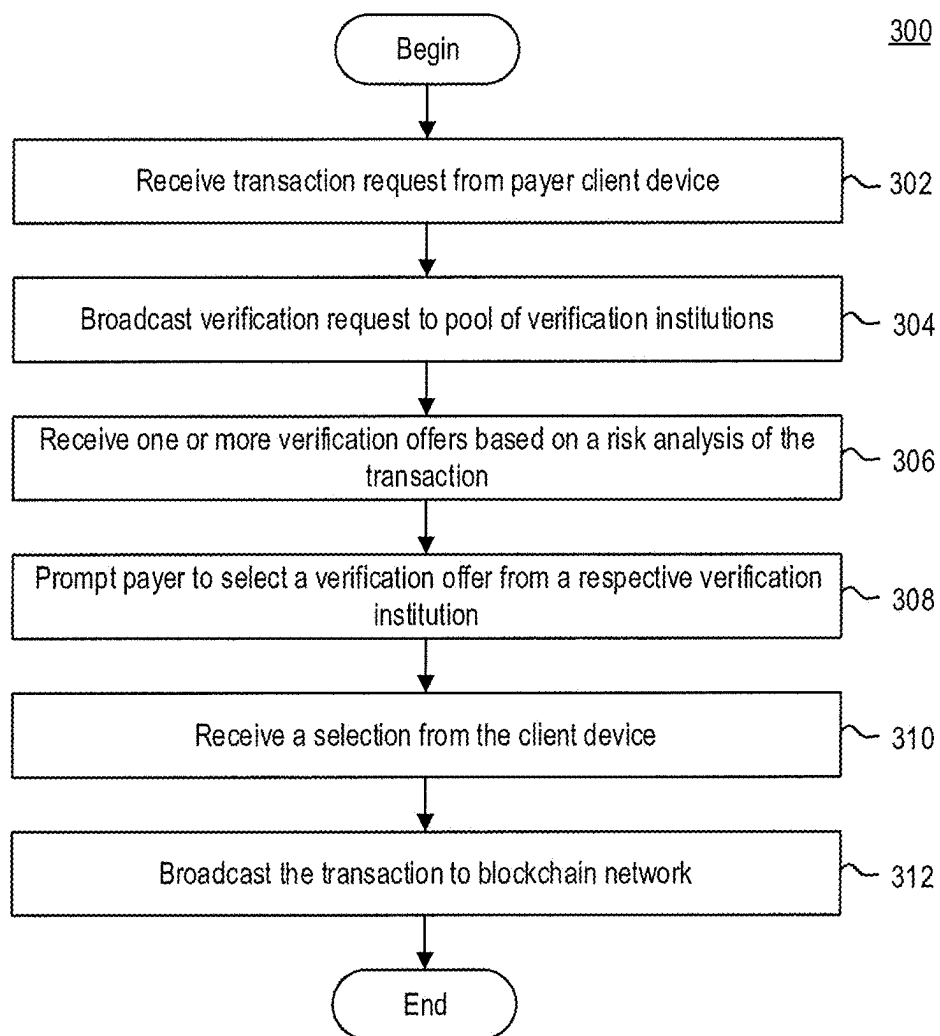 300
Begin
Receive transaction request from payer client device
302
Broadcast verification request to pool of verification institutions
304
Receive one or more verification offers based on a risk analysis of the
transaction
306
Prompt payer to select a verification offer from a respective verification
institution
308
Receive a selection from the client device
310
Broadcast the transaction to blockchain network
312
End